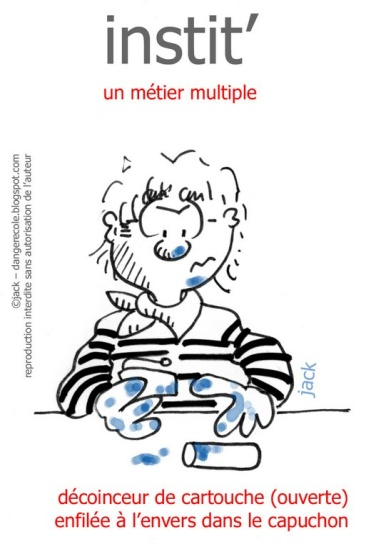 instit’
un métier multiple
©jack – dangerecole.blogspot.com
reproduction interdite sans autorisation de l'auteur
jack
décoinceur de cartouche (ouverte)
enfilée à l’envers dans le capuchon